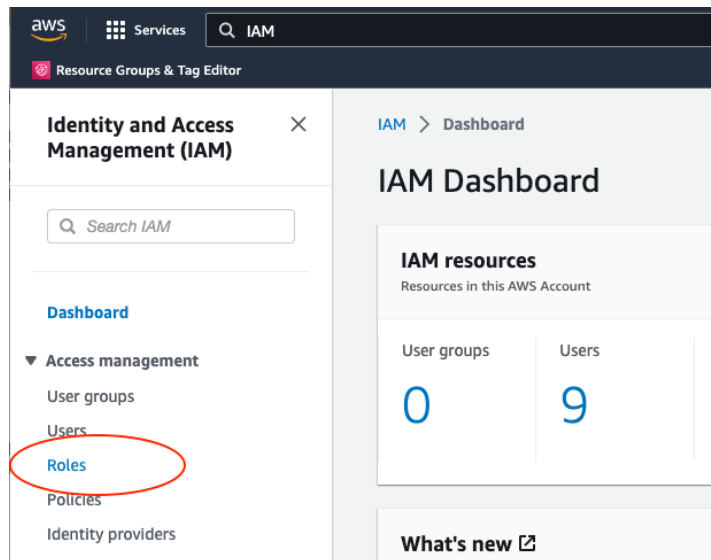 aws
Services
IAM
Resource Groups & Tag Editor
Identity and Access
Management (IAM)
Search IAM
Dashboard
Access management
User groups
Users
Roles
Policies
Identity providers
IAM > Dashboard
IAM Dashboard
IAM resources
Resources in this AWS Account
User groups
Users
0
9
What's new